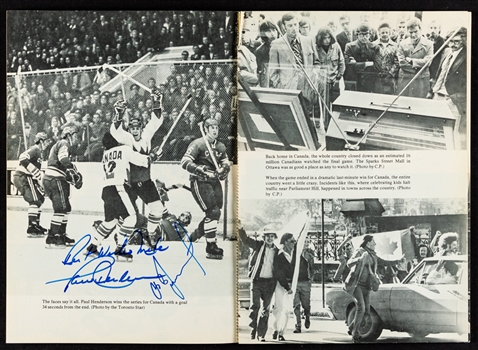 CANADA
Best Wishes
Paul Henderson
The faces say it all, Paul Henderson wins the series for Canada with a goal
34 seconds from the end. (Photo by the Toronto Star)
Back home in Canada, the whole country closed down as an estimated 16
million Canadians watched the final game. The Sparks Street Mall in
Ottawa was as good a place as any to watch it. (Photo by C.P.)
When the game ended in a dramatic last-minute win for Canada, the entire
country went a little crazy. Incidents like this, where celebrating kids halt
traffic near Parliament Hill, happened in towns across the country. (Photo
by C.P.)